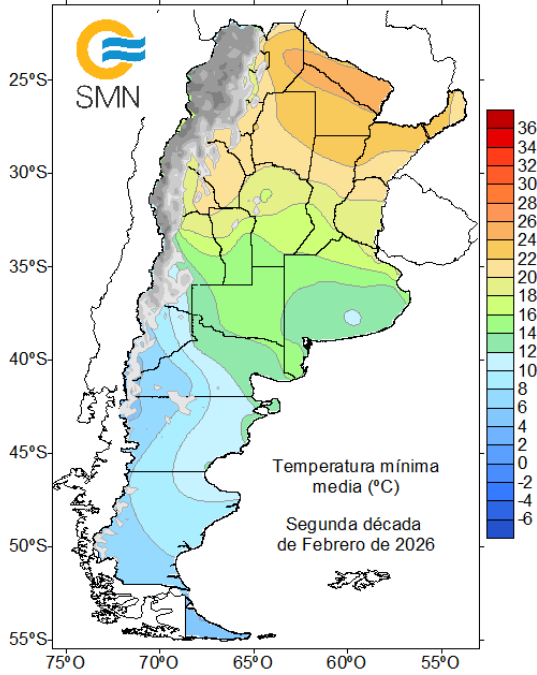 SMN
25°S
30°S
35°S
40°S
45°S
50°S
55°S
75°O
70°O
65°O
60°O
55°O
Temperatura mínima
media (ºC)
Segunda década
de Febrero de 2026
36
34
32
30
28
26
24
22
20
18
16
14
12
10
8
6
4
2
0
-2
-4
-6